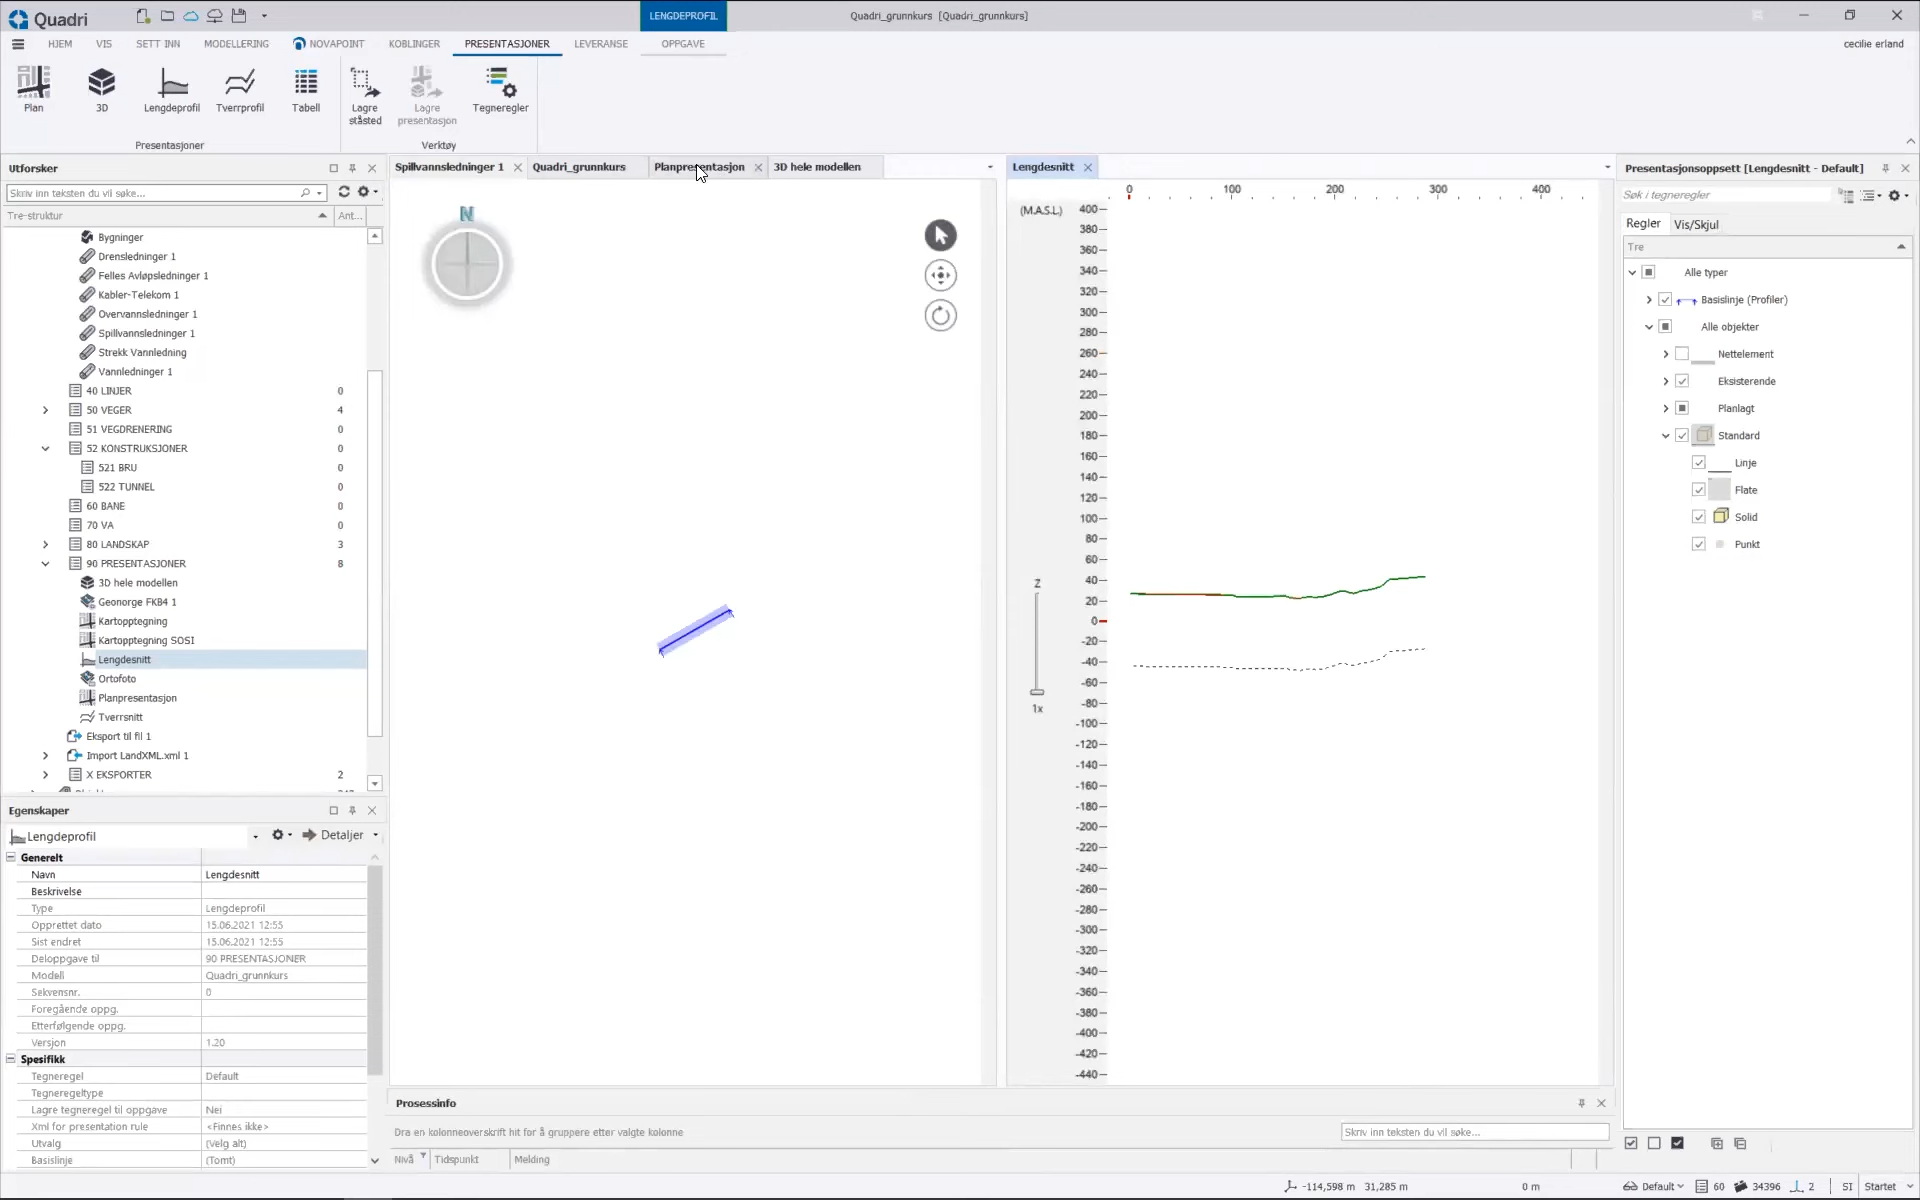 Quadri
LENGDEPROFIL
Quadri_grunnkurs [Quadri_grunnkurs]
HJEM VIS SETT INN MODELLERING NOVAPOINT KOBLINGER PRESENTASJONER LEVERANSE OPPGAVE
cecilie erland
Plan 3D Lengdeprofil Tverrprofil Tabell Lagre ståsted Lagre presentasjon Tegneregler
Presentasjoner Verktøy
Utforsker
Skriv inn teksten du vil søke...
Tre-struktur Ant...
Bygninger
Drensledninger 1
Felles Avløpsledninger 1
Kabler-Telekom 1
Overvannsledninger 1
Spillvannsledninger 1
Strekk Vannledning
Vannledninger 1
40 LINJER 0
50 VEGER 4
51 VEGDRENERING 0
52 KONSTRUKSJONER 0
521 BRU 0
522 TUNNEL 0
60 BANE 0
70 VA 0
80 LANDSKAP 3
90 PRESENTASJONER 8
3D hele modellen
Geonorge FKB4 1
Kartopptegning
Kartopptegning SOSI
Lengdesnitt
Ortofoto
Planpresentasjon
Tverrsnitt
Eksport til fil 1
Import LandXML.xml 1
X EKSPORTER 2
Egenskaper
Lengdeprofil
Detaljer
Generelt
Navn Lengdesnitt
Beskrivelse
Type Lengdeprofil
Opprettet dato 15.06.2021 12:55
Sist endret 15.06.2021 12:55
Deloppgave til 90 PRESENTASJONER
Modell Quadri_grunnkurs
Sekvensnr. 0
Foregående oppg.
Etterfølgende oppg.
Versjon 1.20
Spesifikk
Tegneregel Default
Tegneregeltype
Lagre tegneregel til oppgave Nei
Xml for presentation rule <Finnes ikke>
Utvalg (Velg alt)
Basislinje (Tomt)
Spillvannsledninger 1 Quadri_grunnkurs Planpresentasjon 3D hele modellen
N
Lengdesnitt
0 100 200 300 400
(M.A.S.L.)
400
380
360
340
320
300
280
260
240
220
200
180
160
140
120
100
80
60
40
20
0
-20
-40
-60
-80
-100
-120
-140
-160
-180
-200
-220
-240
-260
-280
-300
-320
-340
-360
-380
-400
-420
-440
Z
1x
Prosessinfo
Dra en kolonneoverskrift hit for å gruppere etter valgte kolonne
Skriv inn teksten du vil søke...
Nivå Tidspunkt Melding
Presentasjonsoppsett [Lengdesnitt - Default]
Søk i tegneregler
Regler Vis/Skjul
Tre
Alle typer
Basislinje (Profiler)
Alle objekter
Nettelement
Eksisterende
Planlagt
Standard
Linje
Flate
Solid
Punkt
-114,598 m 31,285 m 0 m Default 60 34396 2 SI Startet